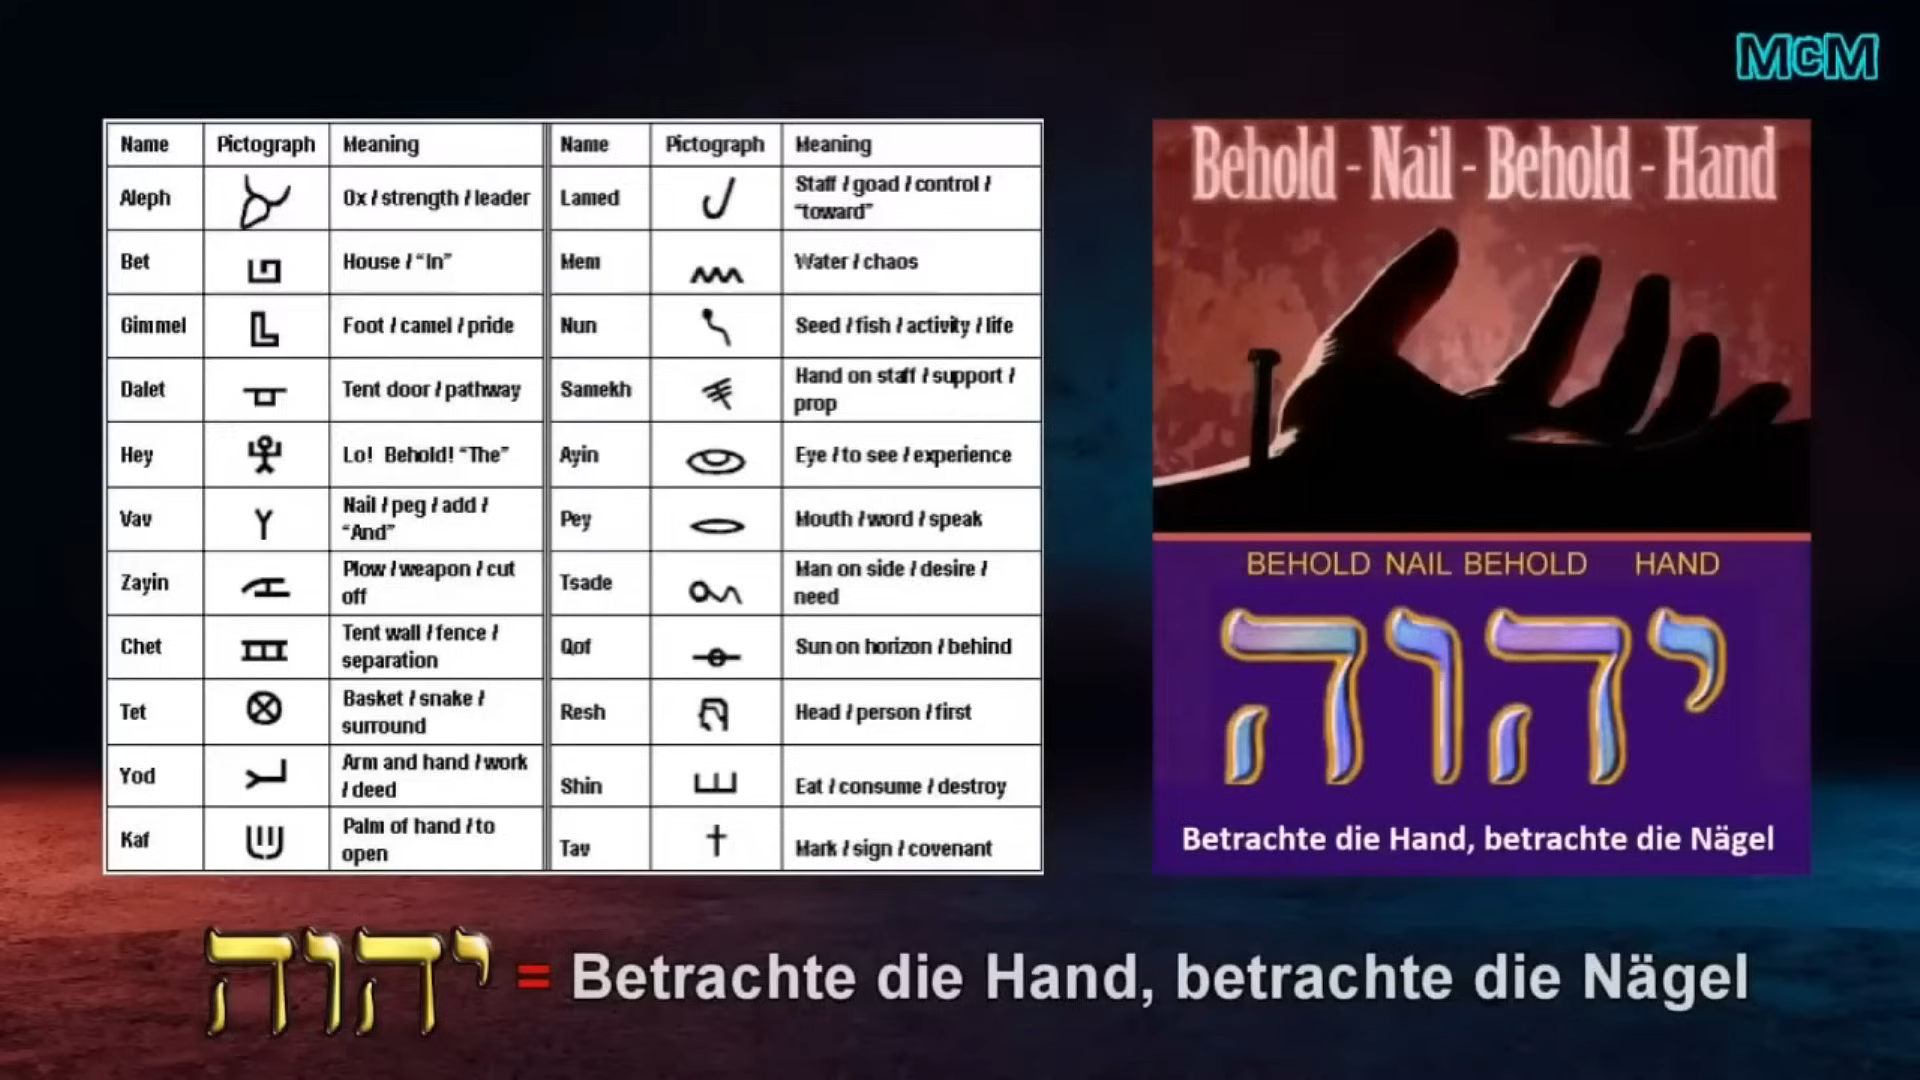 McM
Name Pictograph Meaning Name Pictograph Meaning
Aleph Ox / strength / leader Lamed Staff / goad / control / "toward"
Bet House / "In" Mem Water / chaos
Gimmel Foot / camel / pride Nun Seed / fish / activity / life
Dalet Tent door / pathway Samekh Hand on staff / support / prop
Hey Lo! Behold! "The" Ayin Eye / to see / experience
Vav Nail / peg / add / "And" Pey Mouth / word / speak
Zayin Plow / weapon / cut off Tsade Man on side / desire / need
Chet Tent wall / fence / separation Qof Sun on horizon / behind
Tet Basket / snake / surround Resh Head / person / first
Yod Arm and hand / work / deed Shin Eat / consume / destroy
Kaf Palm of hand / to open Tav Mark / sign / covenant
Behold - Nail - Behold - Hand
BEHOLD NAIL BEHOLD HAND
יהוה
Betrachte die Hand, betrachte die Nägel
יהוה = Betrachte die Hand, betrachte die Nägel